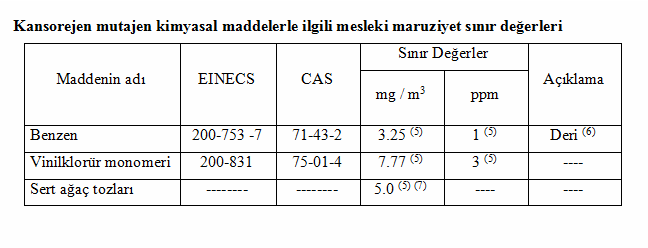 Kansorejen mutajen kimyasal maddelerle ilgili mesleki maruziyet sınır değerleri
Maddenin adı EINECS CAS Sınır Değerler Açıklama
mg / m³ ppm
Benzen 200-753 -7 71-43-2 3.25 (5) 1 (5) Deri (6)
Vinilklorür monomeri 200-831 75-01-4 7.77 (5) 3 (5) ----
Sert ağaç tozları -------- -------- 5.0 (5) (7) ---- ----